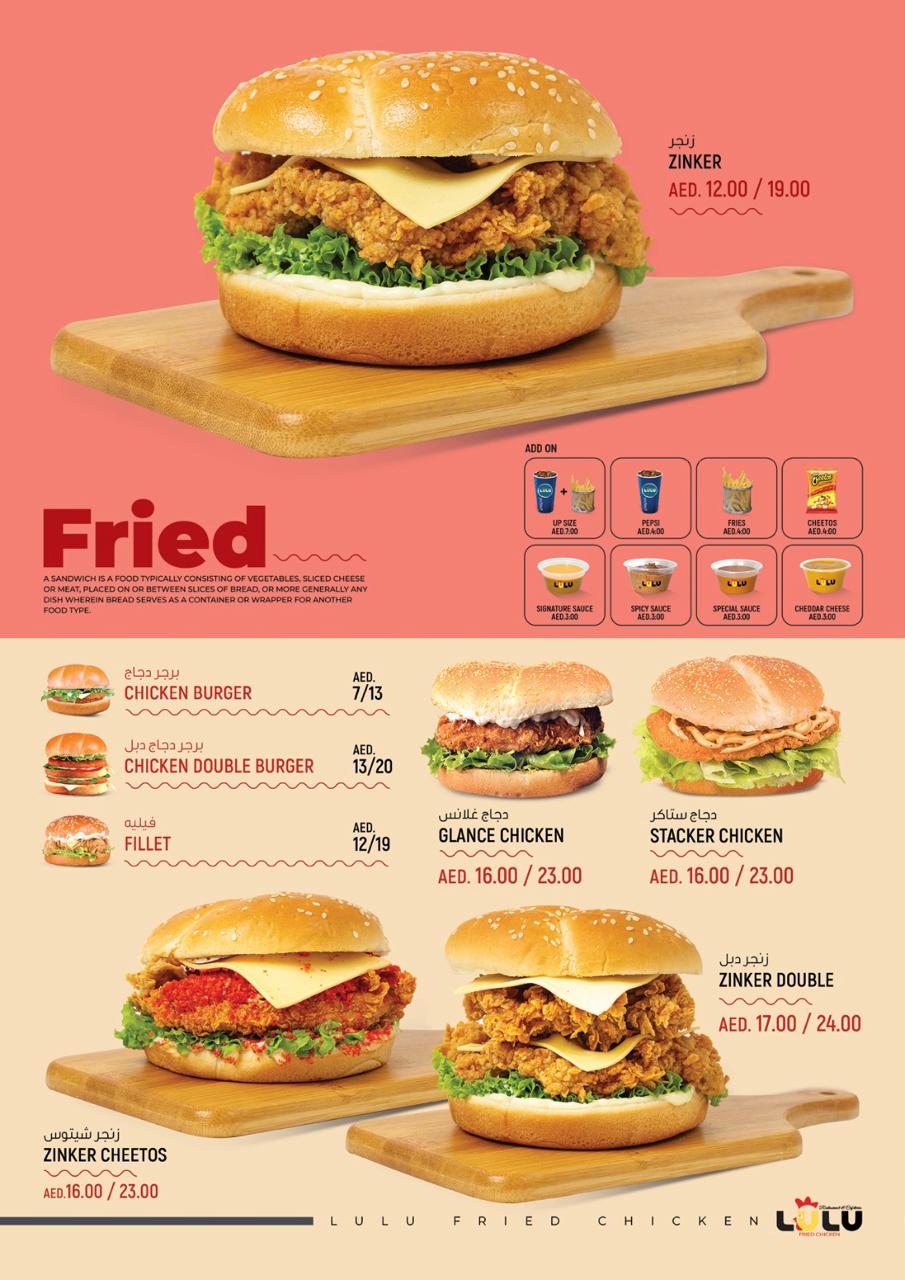 زنجر
ZINKER
AED. 12.00 / 19.00
ADD ON
LULU
+
UP SIZE
AED.7:00
LULU
PEPSI
AED.4:00
FRIES
AED.4:00
CHEETOS
AED.4:00
LULU
SIGNATURE SAUCE
AED.3:00
LULU
SPICY SAUCE
AED.3:00
LULU
SPECIAL SAUCE
AED.3:00
LULU
CHEDDAR CHEESE
AED.3:00
Fried
A SANDWICH IS A FOOD TYPICALLY CONSISTING OF VEGETABLES, SLICED CHEESE
OR MEAT, PLACED ON OR BETWEEN SLICES OF BREAD, OR MORE GENERALLY ANY
DISH WHEREIN BREAD SERVES AS A CONTAINER OR WRAPPER FOR ANOTHER
FOOD TYPE.
برجر دجاج
CHICKEN BURGER
AED.
7/13
برجر دجاج دبل
CHICKEN DOUBLE BURGER
AED.
13/20
فيليه
FILLET
AED.
12/19
دجاج غلانس
GLANCE CHICKEN
AED. 16.00 / 23.00
دجاج ستاكر
STACKER CHICKEN
AED. 16.00 / 23.00
زنجر دبل
ZINKER DOUBLE
AED. 17.00 / 24.00
زنجر شيتوس
ZINKER CHEETOS
AED.16.00 / 23.00
LULU FRIED CHICKEN
LULU
FRIED CHICKEN